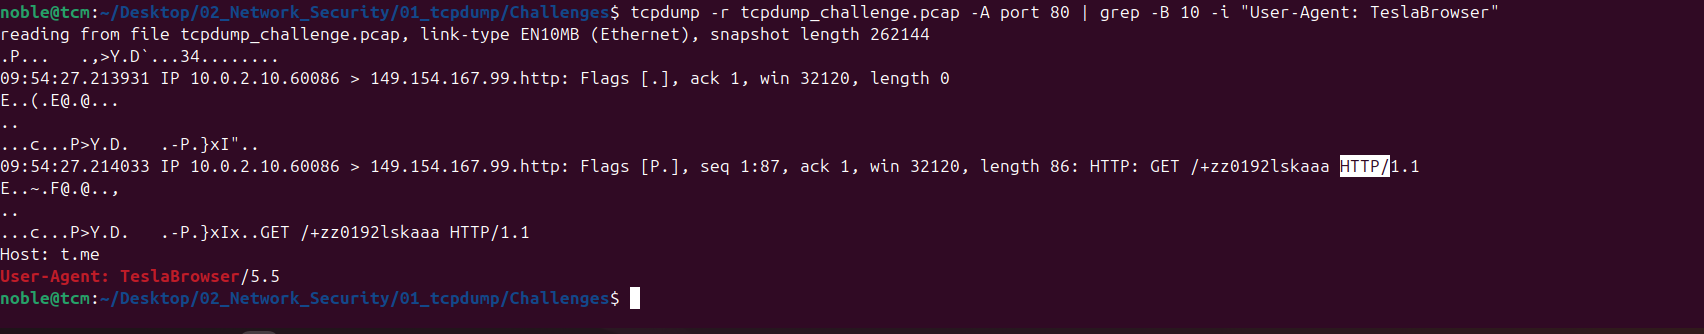 noble@tcm:~/Desktop/02_Network_Security/01_tcpdump/Challenges$ tcpdump -r tcpdump_challenge.pcap -A port 80 | grep -B 10 -i "User-Agent: TeslaBrowser"
reading from file tcpdump_challenge.pcap, link-type EN10MB (Ethernet), snapshot length 262144
.P...   .,>Y.D`...34........
09:54:27.213931 IP 10.0.2.10.60086 > 149.154.167.99.http: Flags [.], ack 1, win 32120, length 0
E..(.E@.@...
..
...c...P>Y.D.   .-P.}xI"..
09:54:27.214033 IP 10.0.2.10.60086 > 149.154.167.99.http: Flags [P.], seq 1:87, ack 1, win 32120, length 86: HTTP: GET /+zz0192lskaaa HTTP/1.1
E..~.F@.@..,
..
...c...P>Y.D.   .-P.}xIx..GET /+zz0192lskaaa HTTP/1.1
Host: t.me
User-Agent: TeslaBrowser/5.5
noble@tcm:~/Desktop/02_Network_Security/01_tcpdump/Challenges$